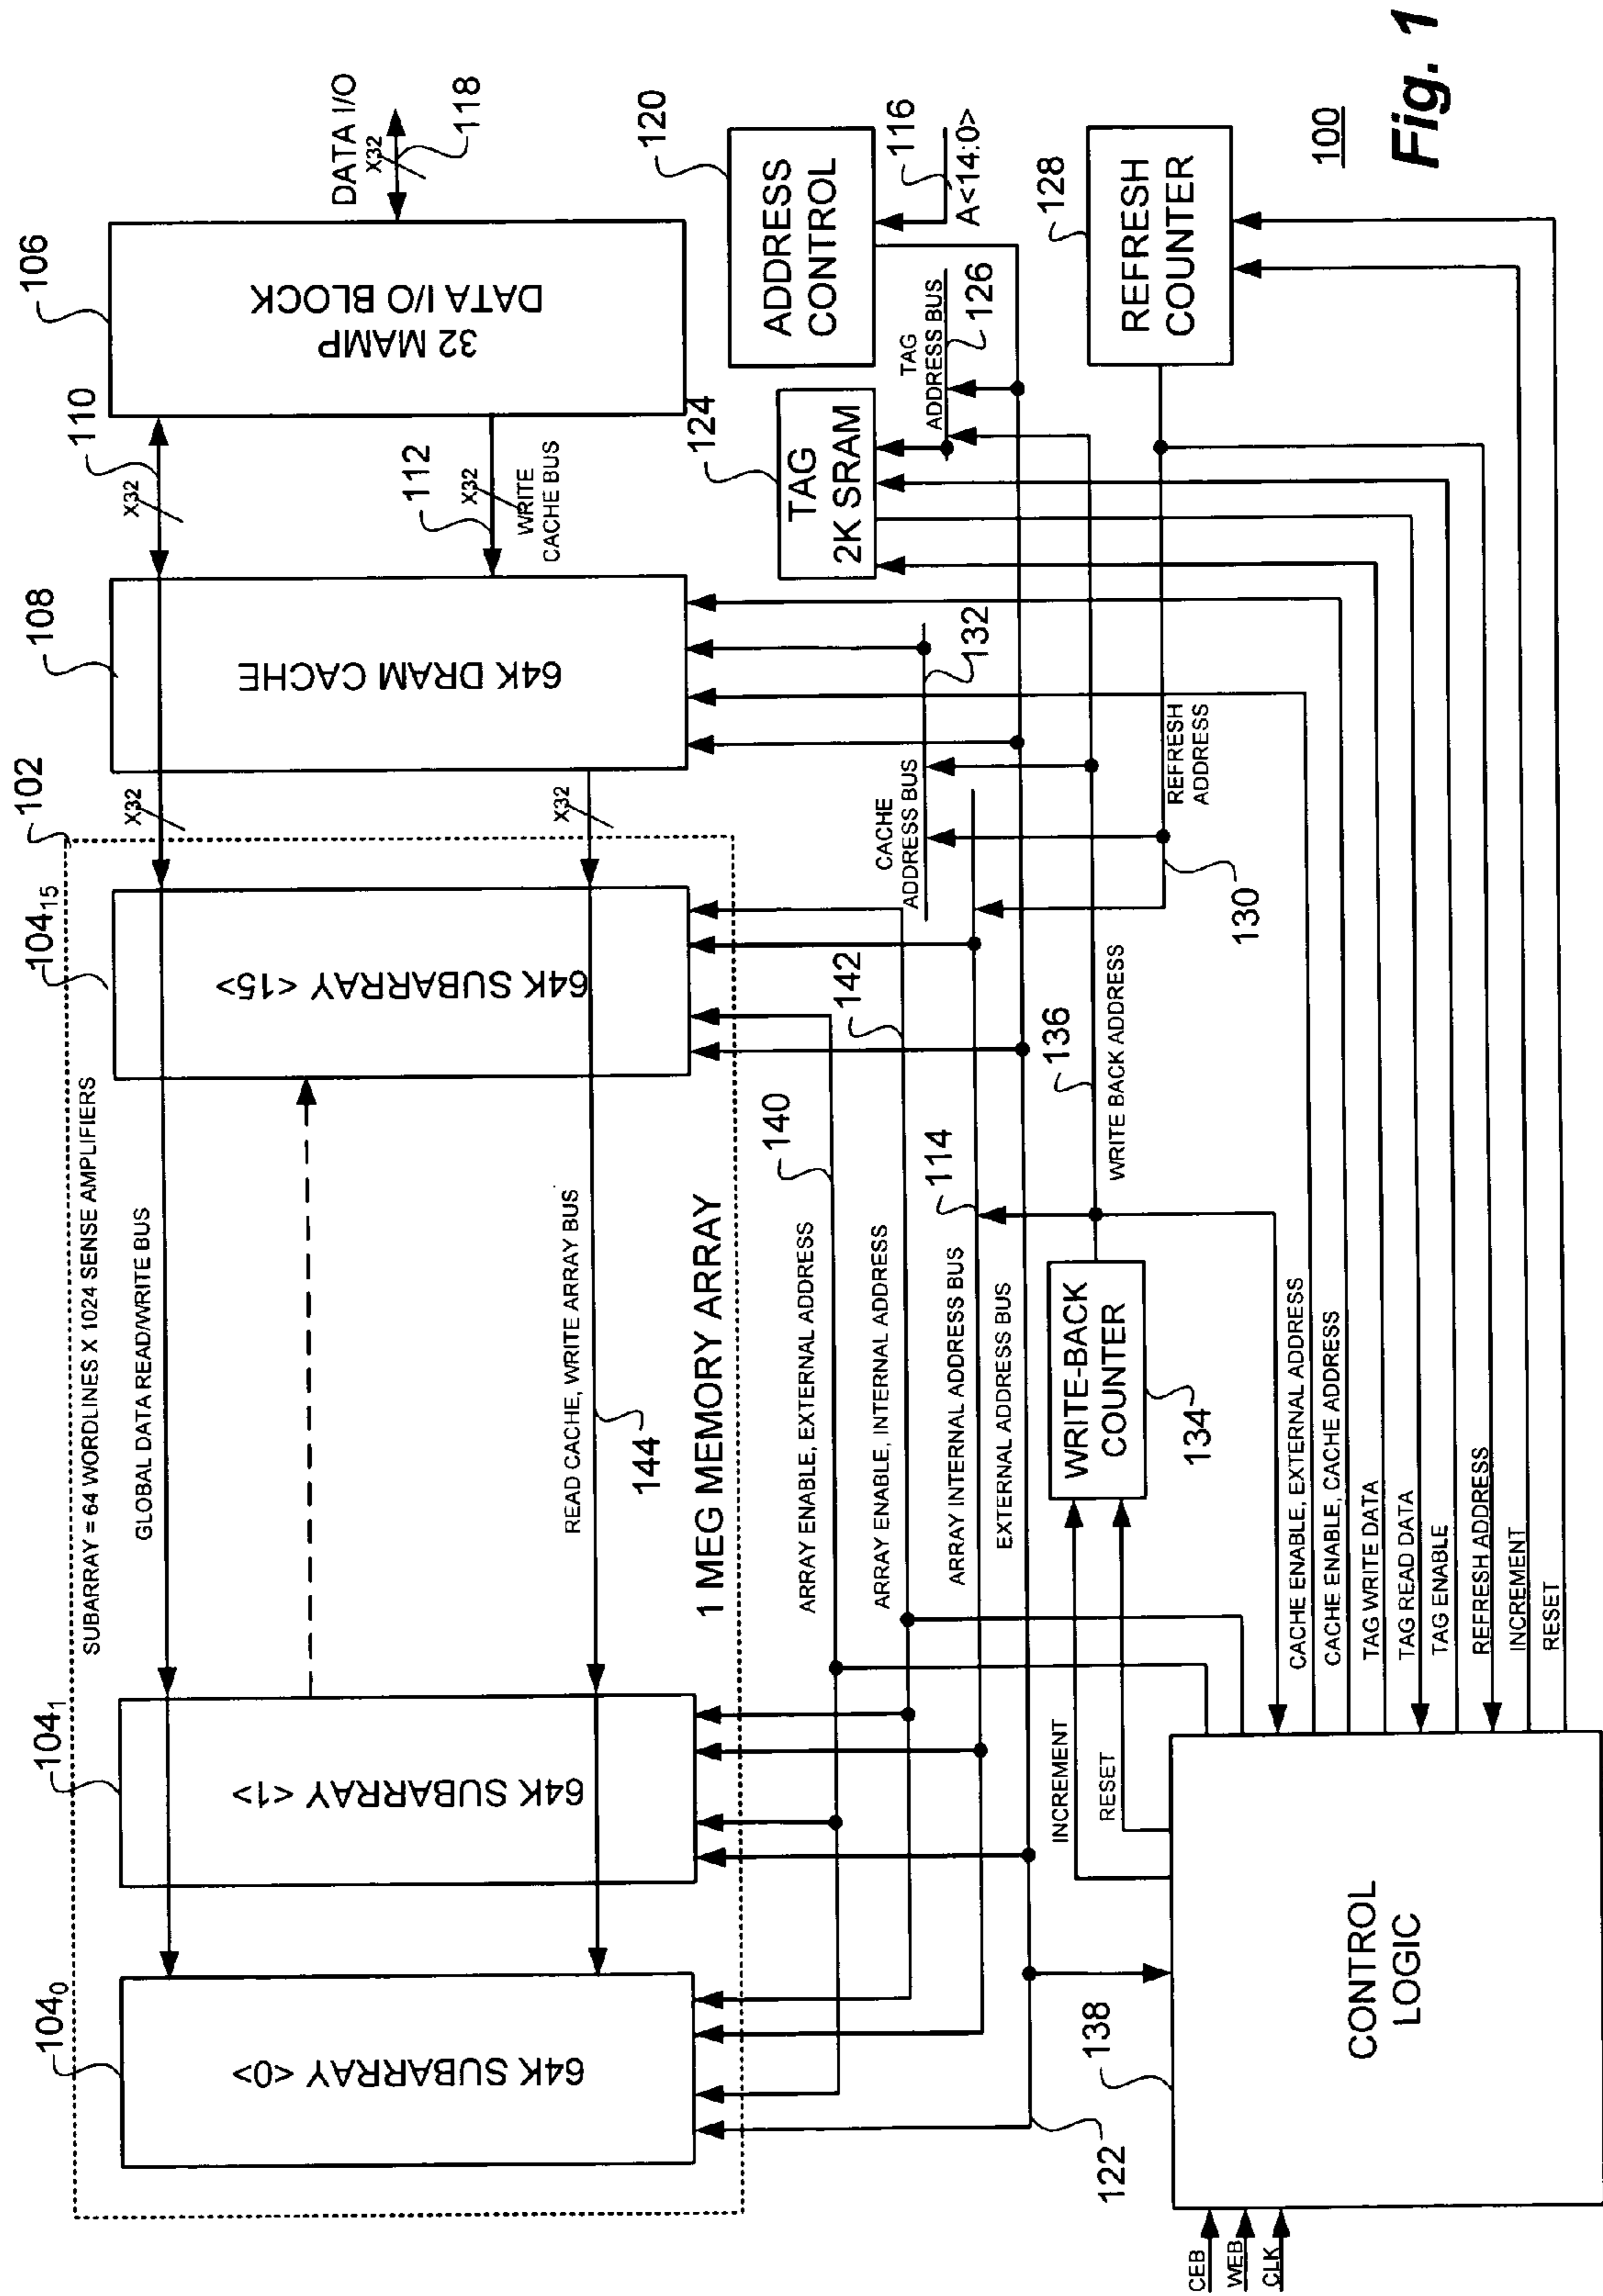 102
SUBARRAY = 64 WORDLINES X 1024 SENSE AMPLIFIERS
104₀
104₁
104₁₅
108
110
106
64K SUBARRAY <0>
64K SUBARRAY <1>
64K SUBARRAY <15>
64K DRAM CACHE
32 MAMP
DATA I/O BLOCK
GLOBAL DATA READ/WRITE BUS
X32
X32
DATA I/O
X32
118
READ CACHE, WRITE ARRAY BUS
144
X32
112
X32
WRITE
CACHE BUS
1 MEG MEMORY ARRAY
124
TAG
2K SRAM
120
ADDRESS
CONTROL
116
A<14:0>
TAG
ADDRESS BUS
126
140
ARRAY ENABLE, EXTERNAL ADDRESS
142
ARRAY ENABLE, INTERNAL ADDRESS
CACHE
ADDRESS BUS
132
114
ARRAY INTERNAL ADDRESS BUS
EXTERNAL ADDRESS BUS
122
WRITE-BACK
COUNTER
134
136
WRITE BACK ADDRESS
130
REFRESH
ADDRESS
128
REFRESH
COUNTER
INCREMENT
RESET
138
CONTROL
LOGIC
CEB
WEB
CLK
CACHE ENABLE, EXTERNAL ADDRESS
CACHE ENABLE, CACHE ADDRESS
TAG WRITE DATA
TAG READ DATA
TAG ENABLE
REFRESH ADDRESS
INCREMENT
RESET
100
Fig. 1